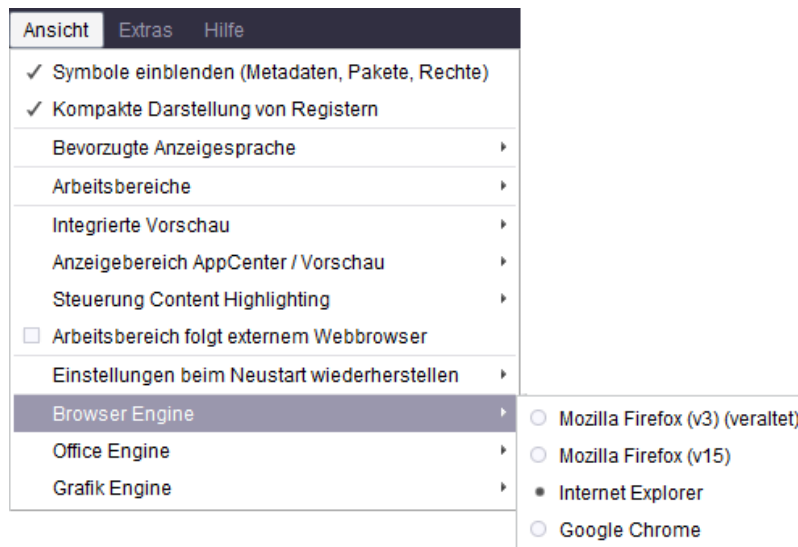 Ansicht Extras Hilfe
Symbole einblenden (Metadaten, Pakete, Rechte)
Kompakte Darstellung von Registern
Bevorzugte Anzeigesprache
Arbeitsbereiche
Integrierte Vorschau
Anzeigebereich AppCenter / Vorschau
Steuerung Content Highlighting
Arbeitsbereich folgt externem Webbrowser
Einstellungen beim Neustart wiederherstellen
Browser Engine
Office Engine
Grafik Engine
Mozilla Firefox (v3) (veraltet)
Mozilla Firefox (v15)
Internet Explorer
Google Chrome